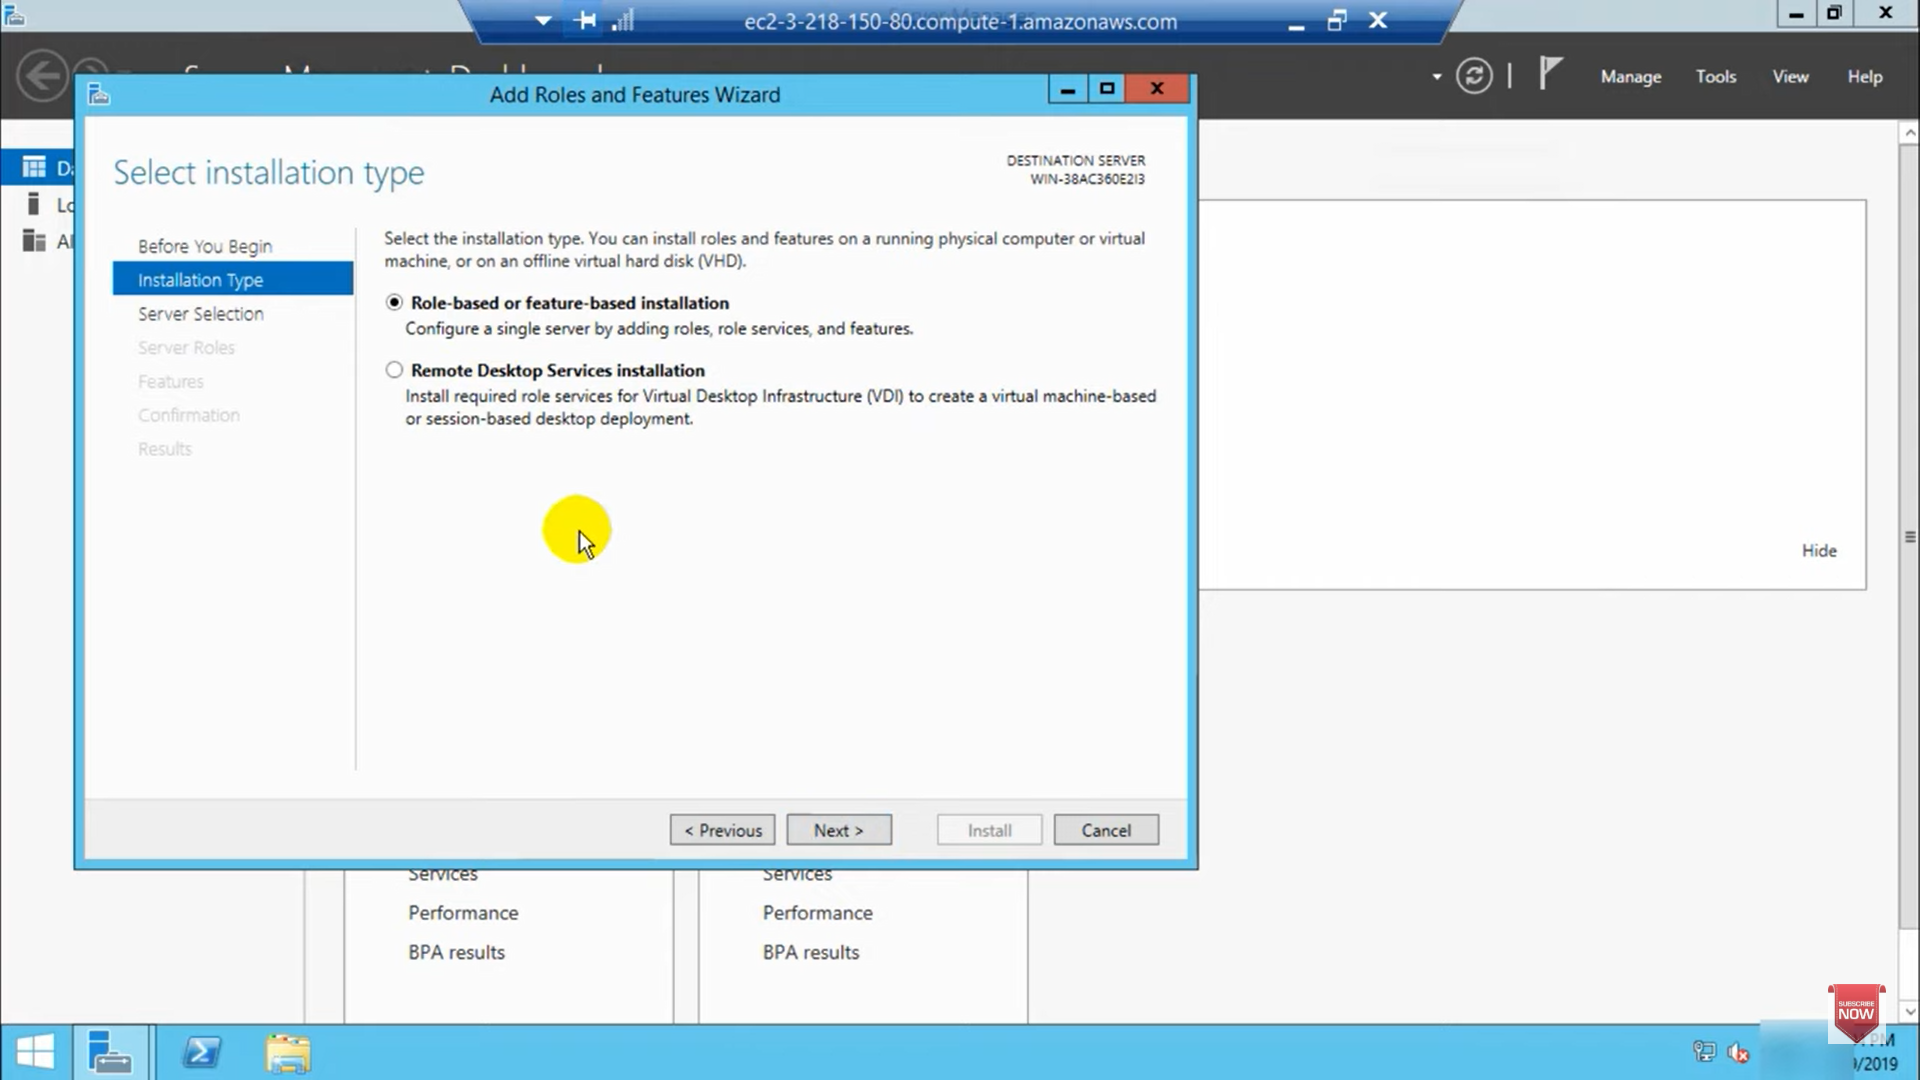 ec2-3-218-150-80.compute-1.amazonaws.com
Manage
Tools
View
Help
Add Roles and Features Wizard
Select installation type
DESTINATION SERVER
WIN-38AC360E2I3
Before You Begin
Installation Type
Server Selection
Server Roles
Features
Confirmation
Results
Select the installation type. You can install roles and features on a running physical computer or virtual
machine, or on an offline virtual hard disk (VHD).
Role-based or feature-based installation
Configure a single server by adding roles, role services, and features.
Remote Desktop Services installation
Install required role services for Virtual Desktop Infrastructure (VDI) to create a virtual machine-based
or session-based desktop deployment.
Hide
< Previous
Next >
Install
Cancel
Services
Performance
BPA results
Services
Performance
BPA results
SUBSCRIBE
NOW
PM
/2019